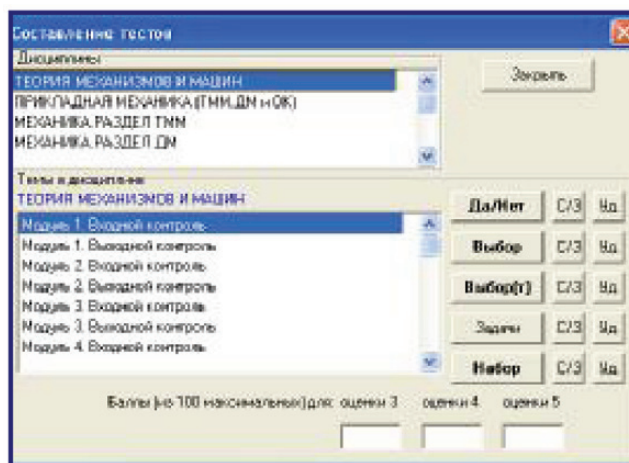 Составление тестов
Дисциплины
ТЕОРИЯ МЕХАНИЗМОВ И МАШИН
ПРИКЛАДНАЯ МЕХАНИКА (ТММ,ДМ и ОК)
МЕХАНИКА.РАЗДЕЛ ТММ
МЕХАНИКА.РАЗДЕЛ ДМ
Закрыть
Темы в дисциплине
ТЕОРИЯ МЕХАНИЗМОВ И МАШИН
Модуль 1. Входной контроль
Модуль 1. Выходной контроль
Модуль 2. Входной контроль
Модуль 2. Выходной контроль
Модуль 3. Входной контроль
Модуль 3. Выходной контроль
Модуль 4. Входной контроль
Да/Нет С/З Уд
Выбор С/З Уд
Выбор(т) С/З Уд
Задачи С/З Уд
Набор С/З Уд
Баллы (из 100 максимальных) для: оценки 3 оценки 4 оценки 5